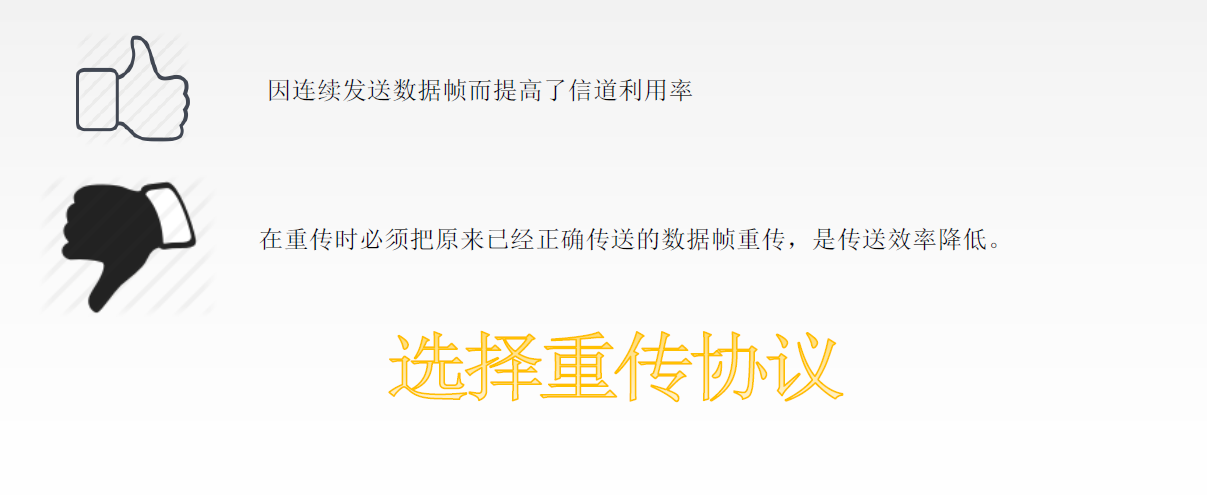 因连续发送数据帧而提高了信道利用率
在重传时必须把原来已经正确传送的数据帧重传，是传送效率降低。
选择重传协议